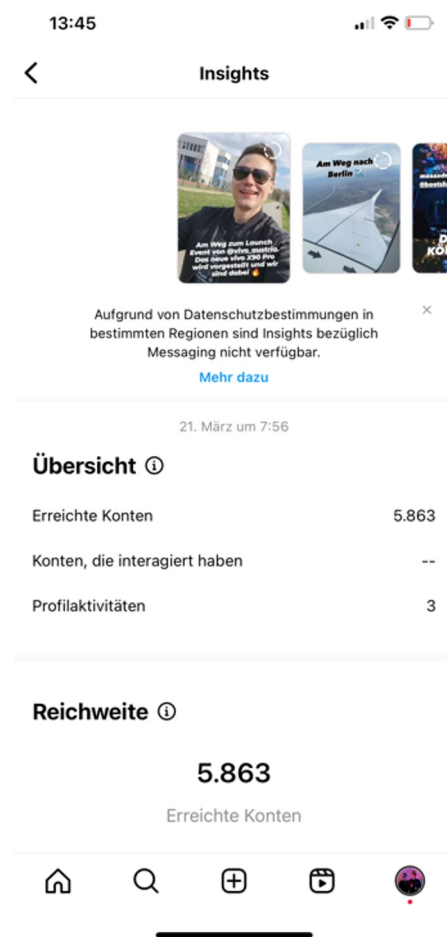 13:45
Insights
Am Weg zum Launch
Event von @vivo_austria.
Das neue vivo X90 Pro
wird vorgestellt und wir
sind dabei 🔥
Am Weg nach
Berlin
Aufgrund von Datenschutzbestimmungen in
bestimmten Regionen sind Insights bezüglich
Messaging nicht verfügbar.
Mehr dazu
21. März um 7:56
Übersicht
Erreichte Konten 5.863
Konten, die interagiert haben --
Profilaktivitäten 3
Reichweite
5.863
Erreichte Konten